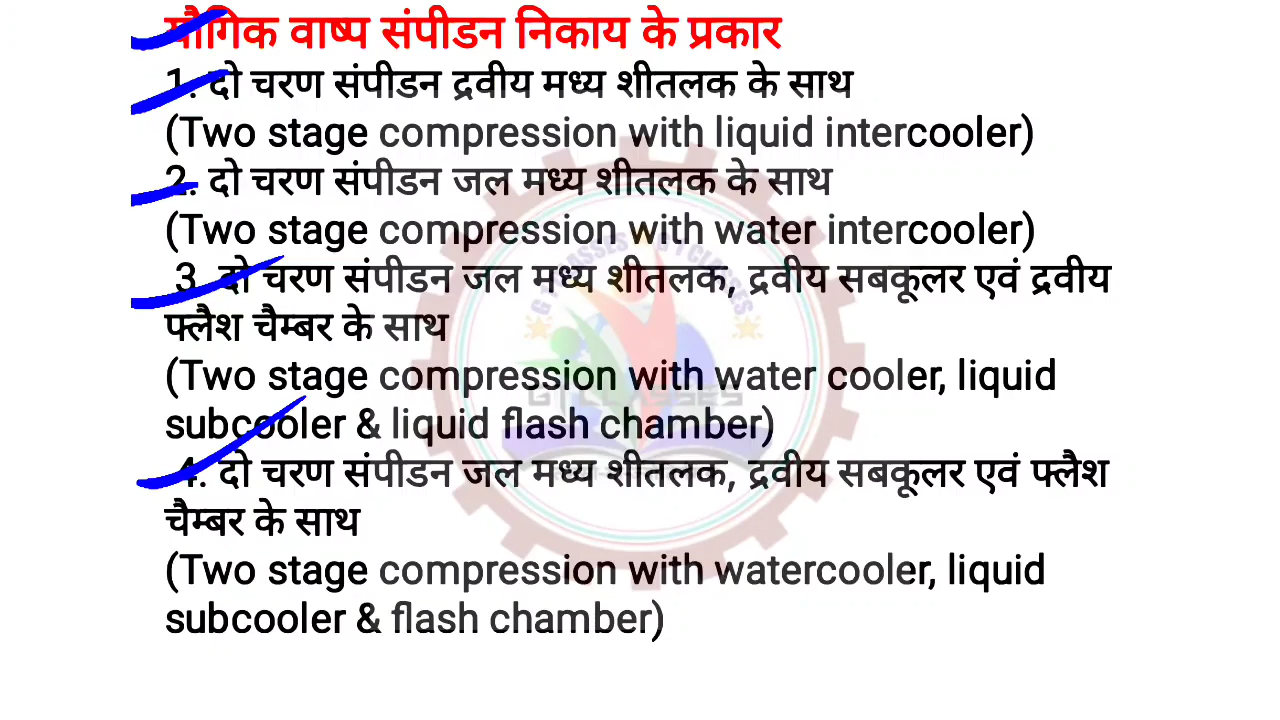 यौगिक वाष्प संपीडन निकाय के प्रकार
1. दो चरण संपीडन द्रवीय मध्य शीतलक के साथ
(Two stage compression with liquid intercooler)
2. दो चरण संपीडन जल मध्य शीतलक के साथ
(Two stage compression with water intercooler)
3. दो चरण संपीडन जल मध्य शीतलक, द्रवीय सबकूलर एवं द्रवीय
फ्लैश चैम्बर के साथ
(Two stage compression with water cooler, liquid
subcooler & liquid flash chamber)
4. दो चरण संपीडन जल मध्य शीतलक, द्रवीय सबकूलर एवं फ्लैश
चैम्बर के साथ
(Two stage compression with watercooler, liquid
subcooler & flash chamber)
G T CLASSES G T CLASSES
G T CLASSES